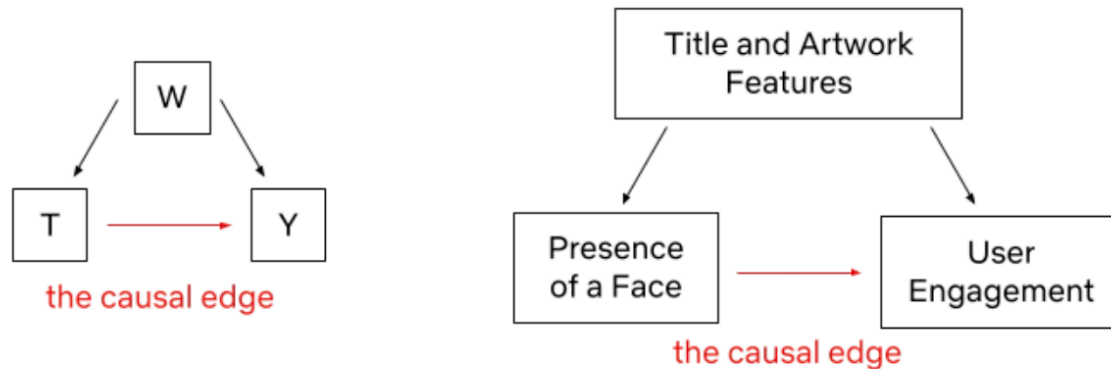 W
T
Y
the causal edge
Title and Artwork
Features
Presence
of a Face
User
Engagement
the causal edge